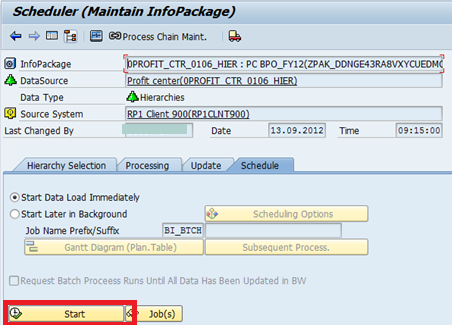 Scheduler (Maintain InfoPackage)
Process Chain Maint.
InfoPackage 0PROFIT_CTR_0106_HIER : PC BPO_FY12(ZPAK_DDNGE43RA8VXYCUEDMO
DataSource Profit center(0PROFIT_CTR_0106_HIER)
Data Type Hierarchies
Source System RP1 Client 900(RP1CLNT900)
Last Changed By Date 13.09.2012 Time 09:15:00
Hierarchy Selection Processing Update Schedule
Start Data Load Immediately
Start Later in Background Scheduling Options
Job Name Prefix/Suffix BI_BTCH
Gantt Diagram (Plan.Table) Subsequent Process.
Request Batch Proceess Runs Until All Data Has Been Updated in BW
Start Job(s)